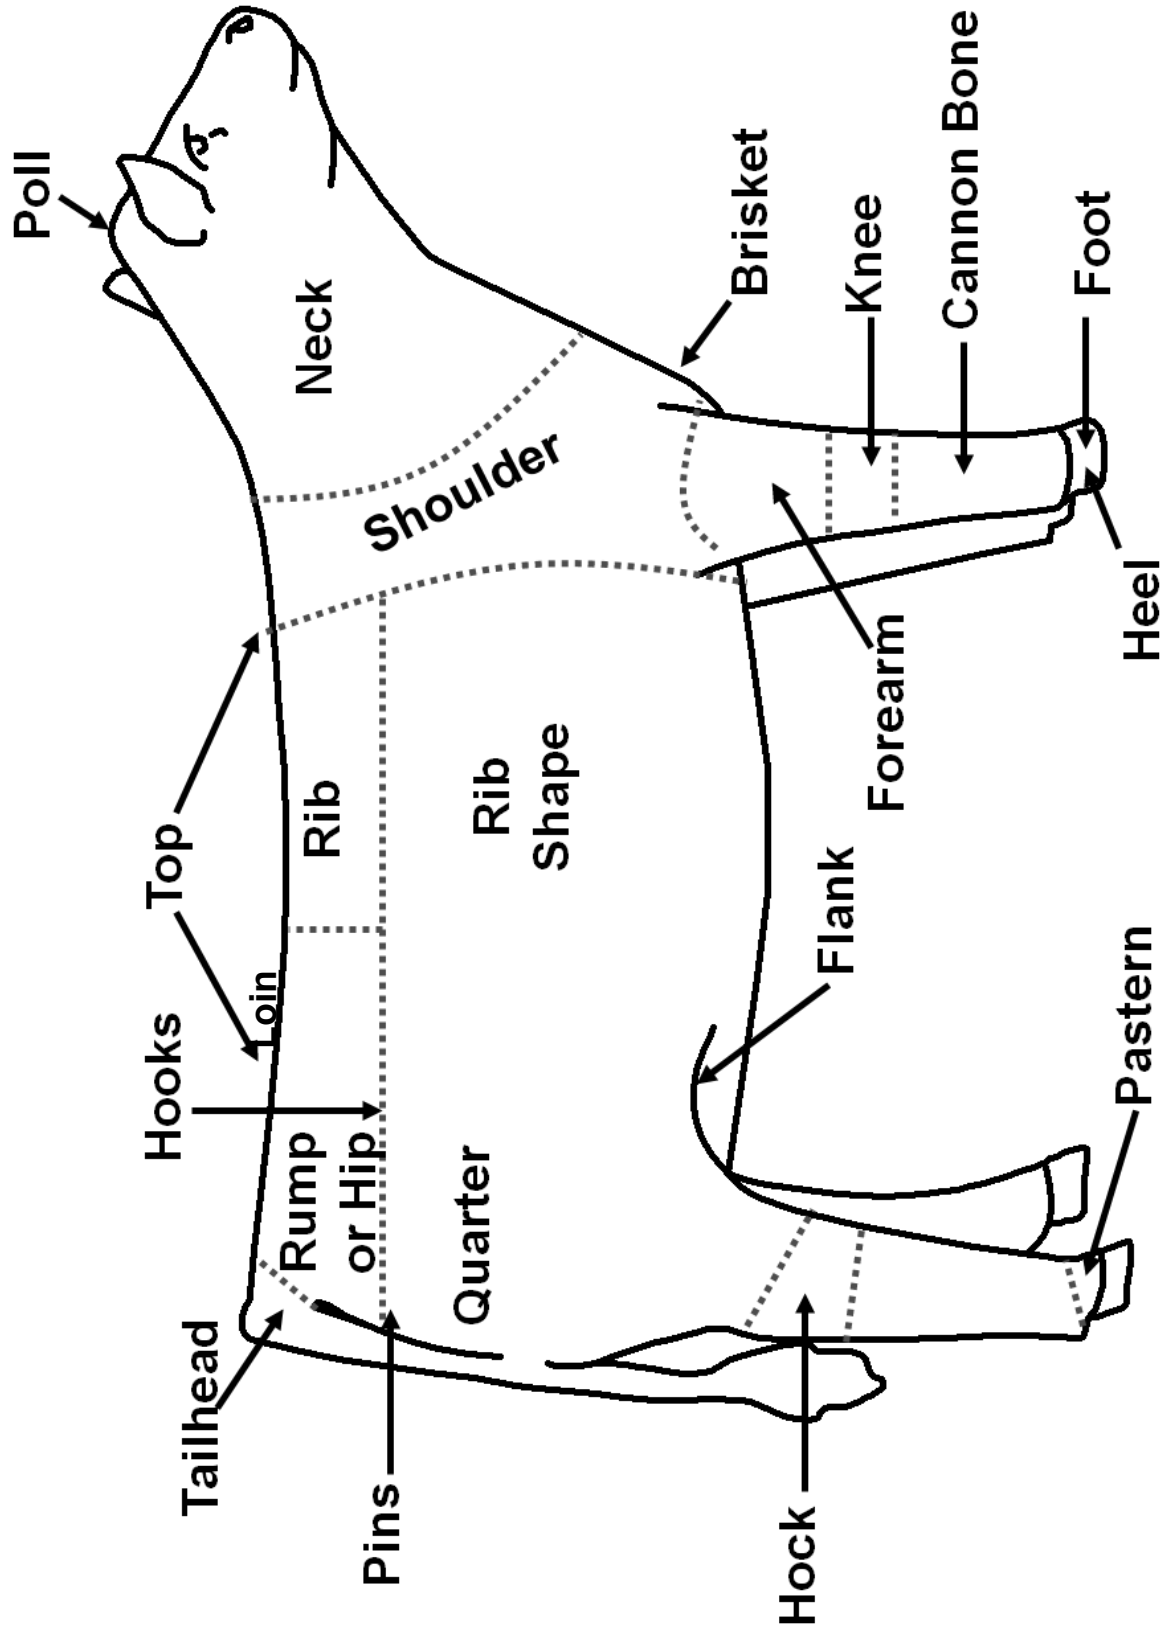 Poll
Neck
Shoulder
Brisket
Knee
Cannon Bone
Foot
Heel
Forearm
Top
Rib
Rib
Shape
Loin
Hooks
Flank
Pastern
Rump
or Hip
Quarter
Tailhead
Pins
Hock